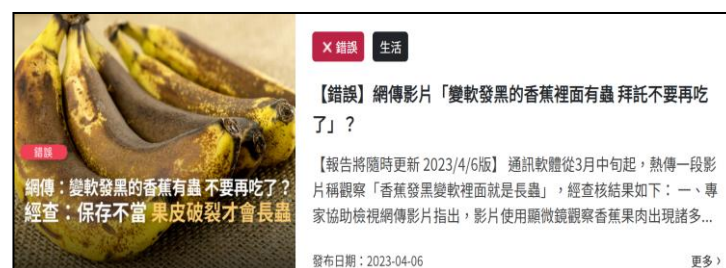 錯誤
網傳：變軟發黑的香蕉有蟲 不要再吃了？
經查：保存不當 果皮破裂才會長蟲
✕ 錯誤
生活
【錯誤】網傳影片「變軟發黑的香蕉裡面有蟲 拜託不要再吃
了」？
【報告將隨時更新 2023/4/6版】 通訊軟體從3月中旬起，熱傳一段影
片稱觀察「香蕉發黑變軟裡面就是長蟲」，經查核結果如下： 一、專
家協助檢視網傳影片指出，影片使用顯微鏡觀察香蕉果肉出現諸多...
發布日期：2023-04-06
更多 ›